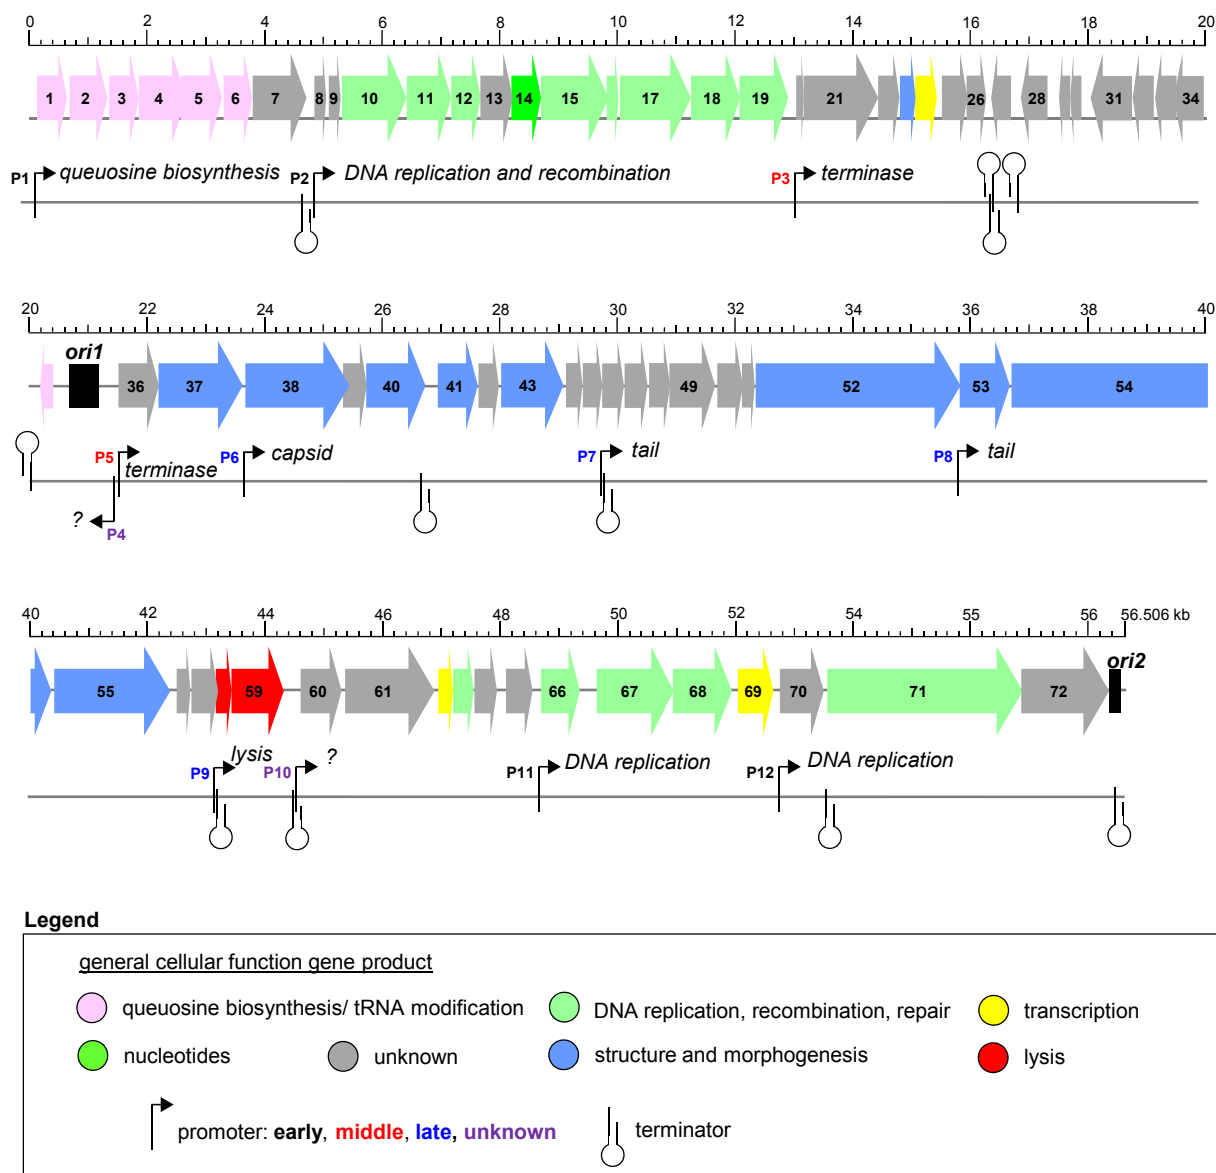 0 2 4 6 8 10 12 14 16 18 20
1 2 3 4 5 6 7 8 9 10 11 12 13 14 15 17 18 19 21 26 28 31 34
P1 queuosine biosynthesis P2 DNA replication and recombination P3 terminase
20 22 24 26 28 30 32 34 36 38 40
ori1
36 37 38 40 41 43 49 52 53 54
P5 terminase P6 capsid P7 tail P8 tail
? P4
40 42 44 46 48 50 52 54 55 56 56.506 kb
ori2
55 59 60 61 66 67 68 69 70 71 72
P9 lysis P10 ? P11 DNA replication P12 DNA replication
Legend
general cellular function gene product
queuosine biosynthesis/ tRNA modification DNA replication, recombination, repair transcription
nucleotides unknown structure and morphogenesis lysis
promoter: early, middle, late, unknown terminator